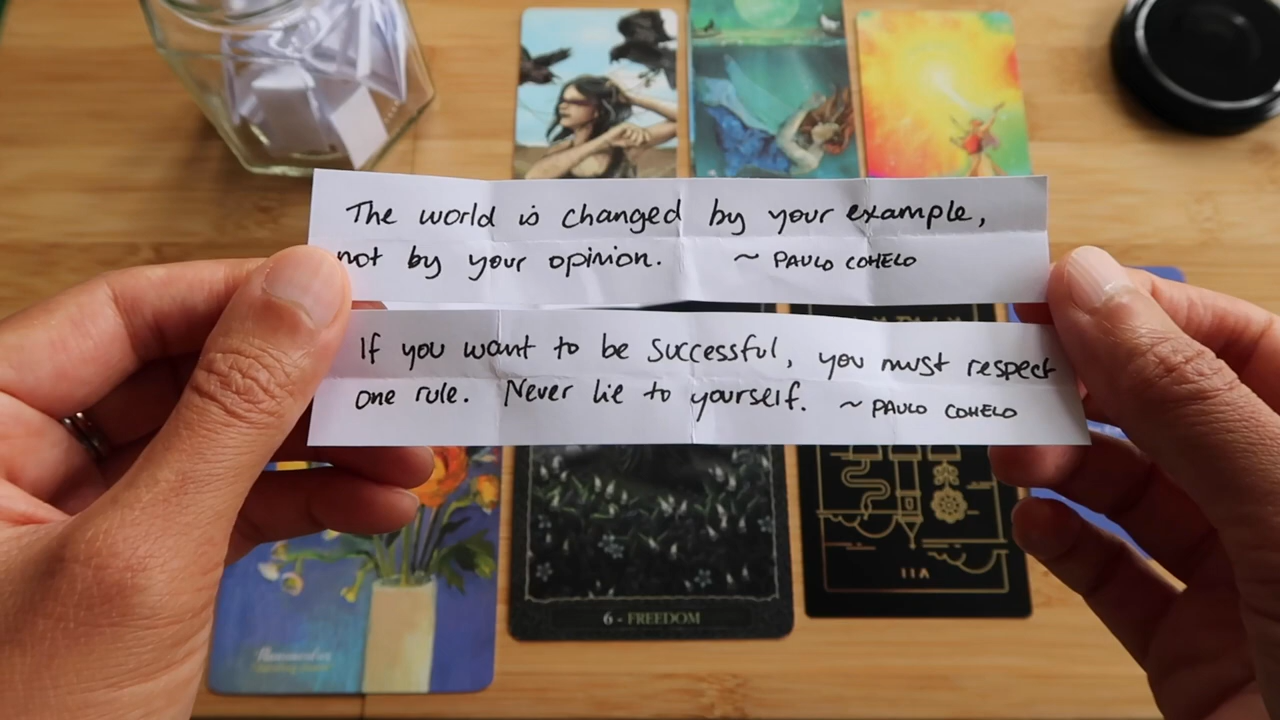 The world is changed by your example,
not by your opinion. ~ PAULO COHELO
If you want to be successful, you must respect
one rule. Never lie to yourself. ~ PAULO COHELO
6 - FREEDOM